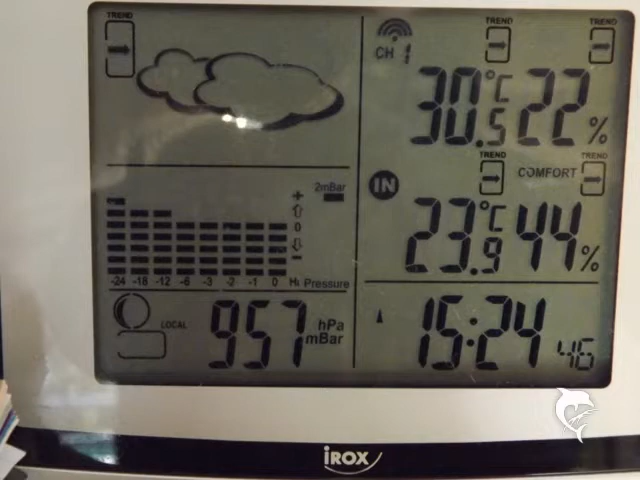 TREND
TREND
TREND
CH 1
30.5°C 22%
TREND
COMFORT
TREND
IN
23.9°C 44%
2mBar
+
0
-
-24 -18 -12 -6 -3 -2 -1 0 Hr Pressure
LOCAL
957 hPa
mBar
15:24 46
iROX